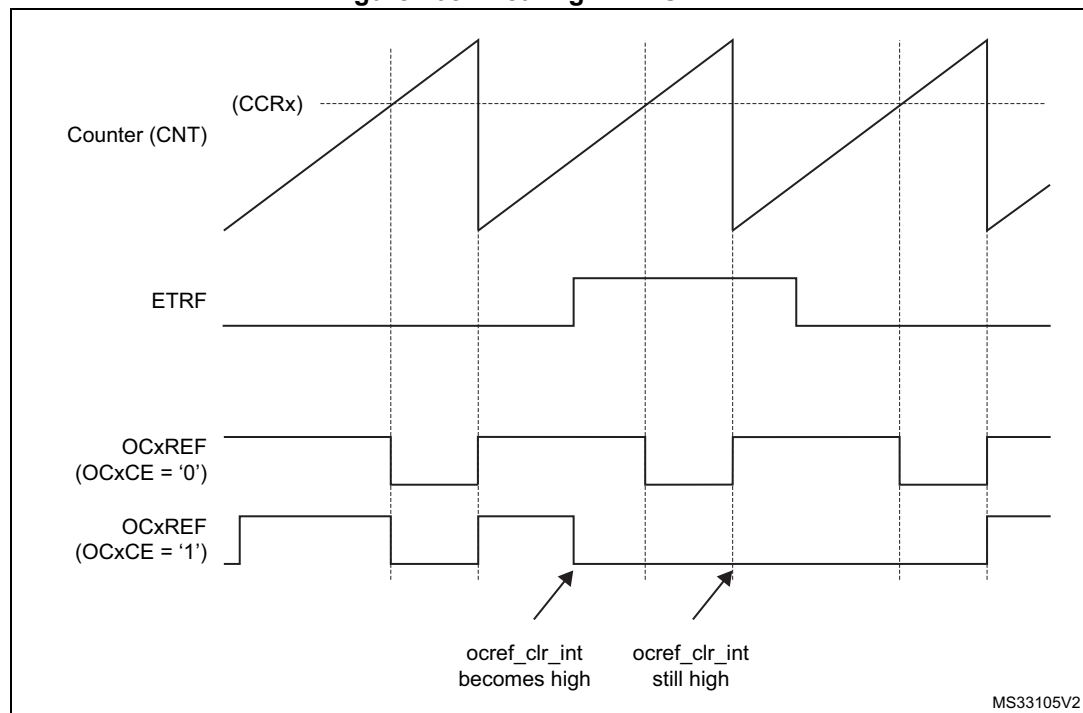 (CCRx)
Counter (CNT)
ETRF
OCxREF
(OCxCE = ‘0’)
OCxREF
(OCxCE = ‘1’)
ocref_clr_int
becomes high
ocref_clr_int
still high
MS33105V2